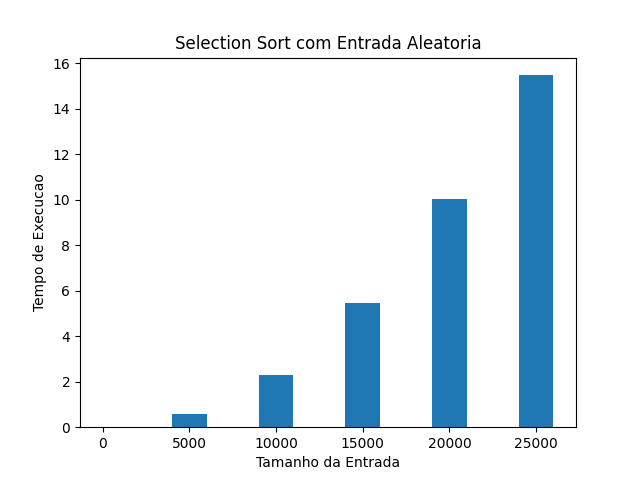 Selection Sort com Entrada Aleatoria
16
14
12
10
8
6
4
2
0
Tempo de Execucao
0 5000 10000 15000 20000 25000
Tamanho da Entrada